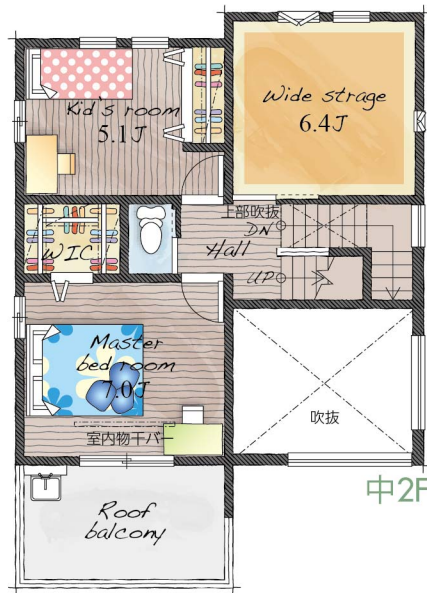 Kid's room
5.1J
Wide strage
6.4J
上部吹抜
DN
WIC
Hall
UP
Master
bed room
7.0J
吹抜
室内物干バー
中2F
Roof
balcony